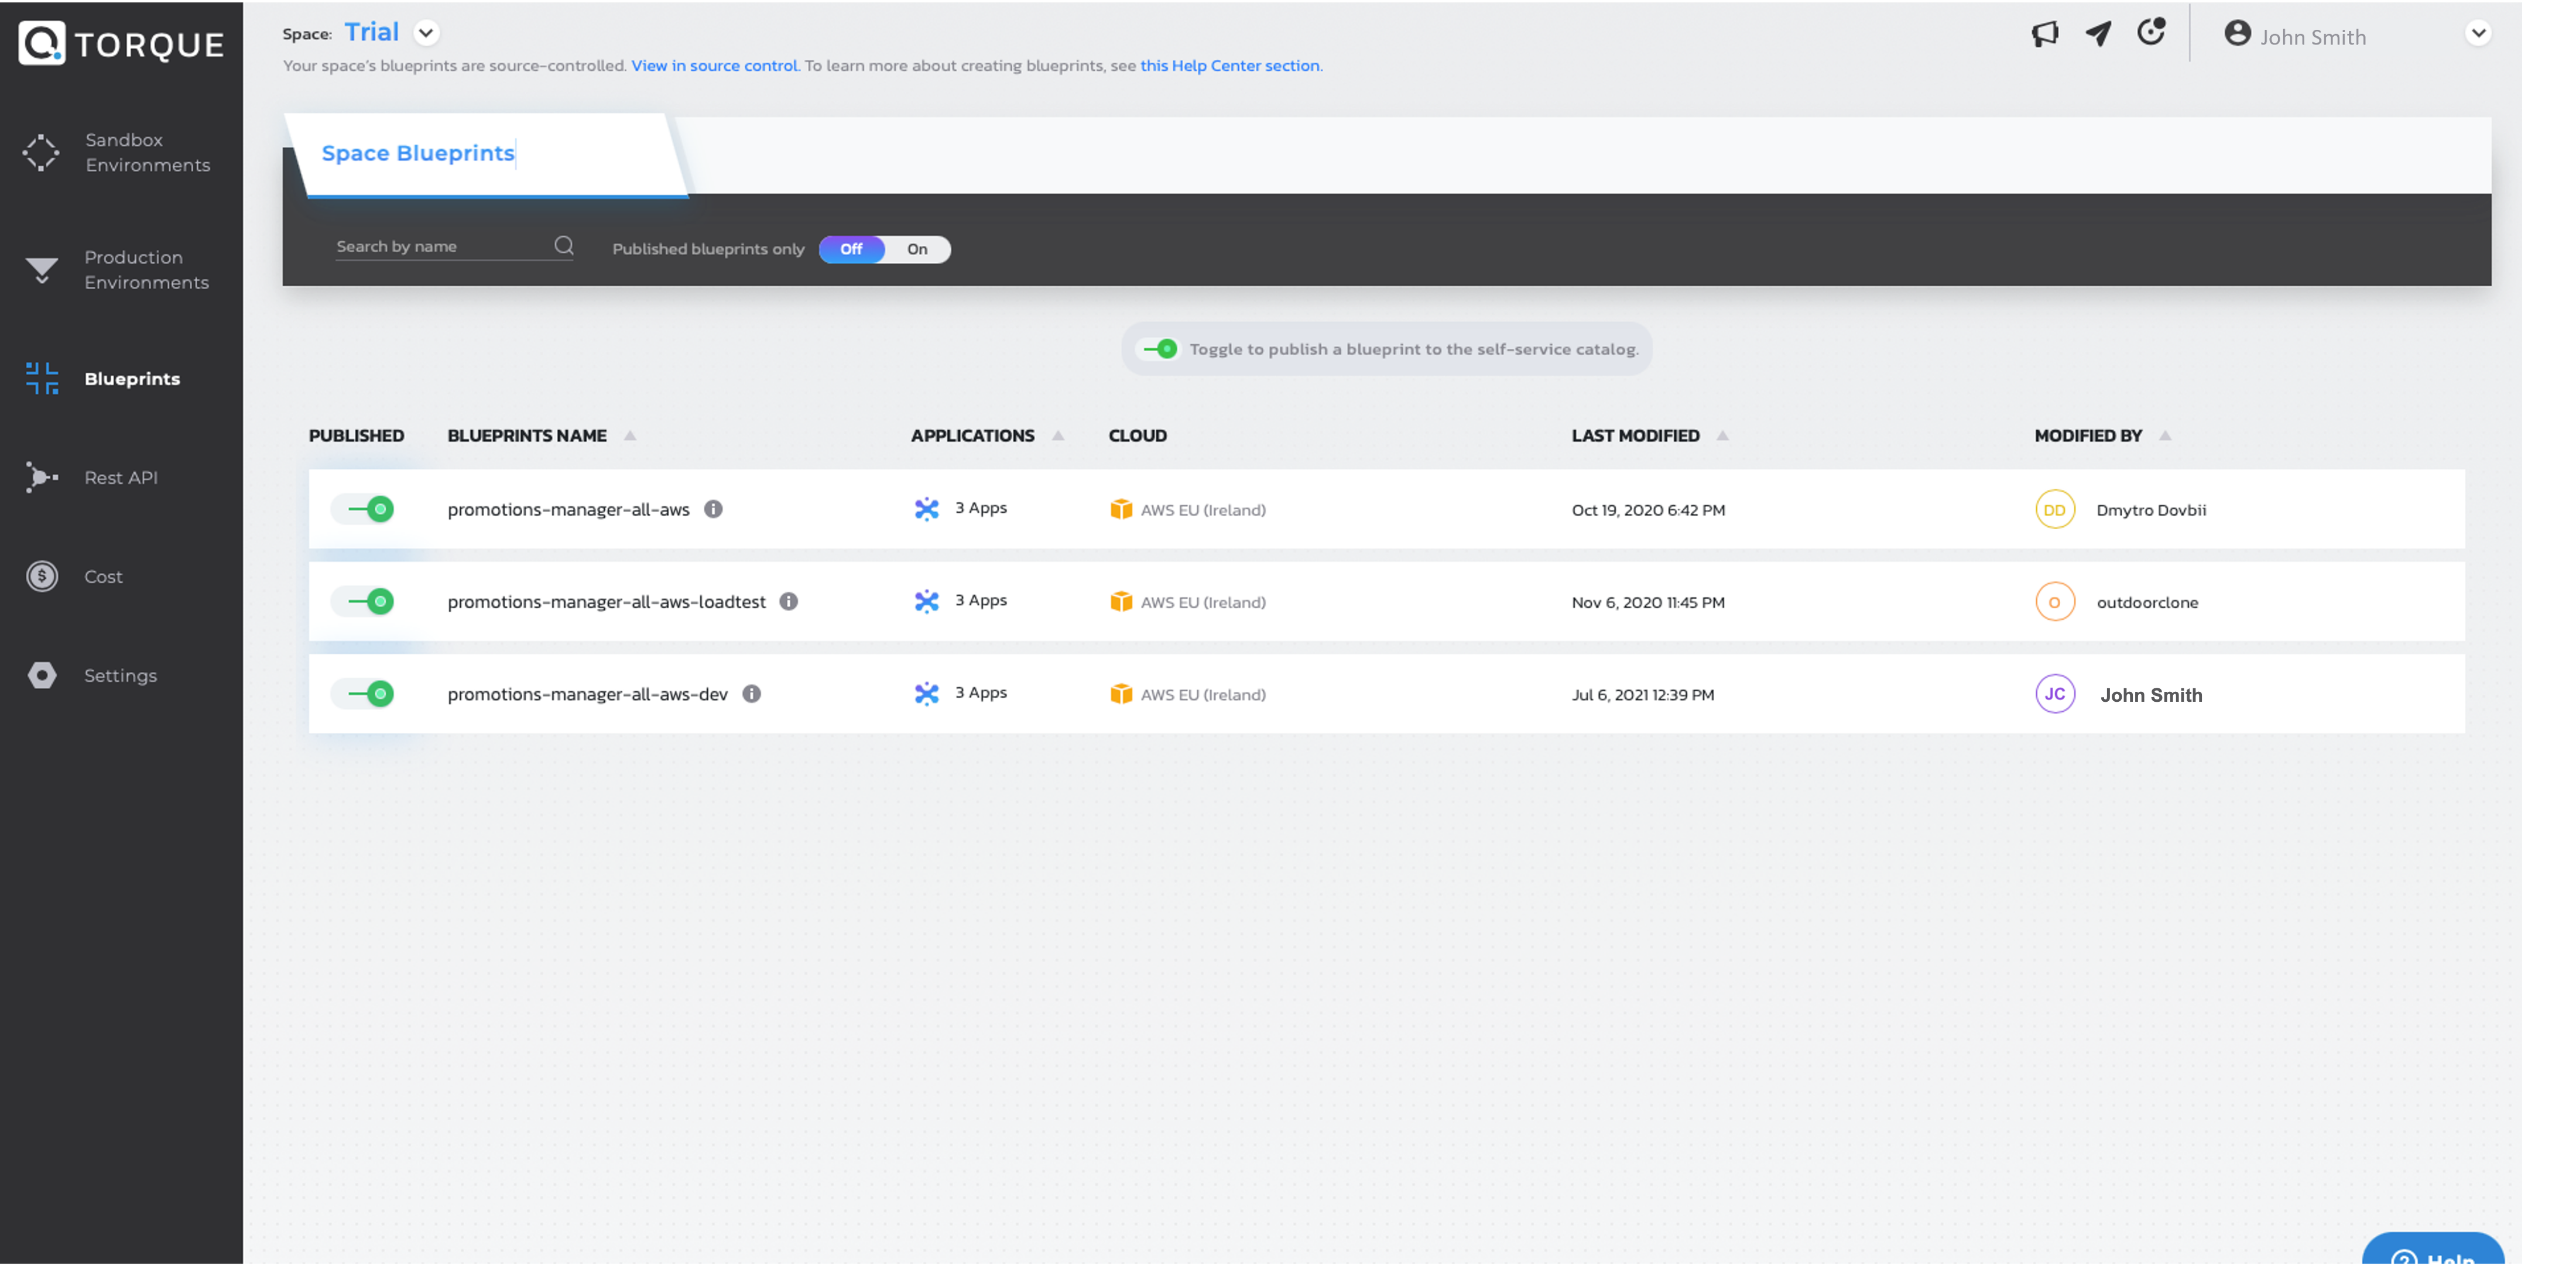 TORQUE
Space: Trial
John Smith
Your space's blueprints are source-controlled. View in source control. To learn more about creating blueprints, see this Help Center section.
Sandbox
Environments
Space Blueprints
Production
Environments
Search by name
Published blueprints only Off On
Toggle to publish a blueprint to the self-service catalog.
Blueprints
PUBLISHED BLUEPRINTS NAME APPLICATIONS CLOUD LAST MODIFIED MODIFIED BY
Rest API
promotions-manager-all-aws 3 Apps AWS EU (Ireland) Oct 19, 2020 6:42 PM DD Dmytro Dovbii
Cost
promotions-manager-all-aws-loadtest 3 Apps AWS EU (Ireland) Nov 6, 2020 11:45 PM O outdoorclone
Settings
promotions-manager-all-aws-dev 3 Apps AWS EU (Ireland) Jul 6, 2021 12:39 PM JC John Smith
Help